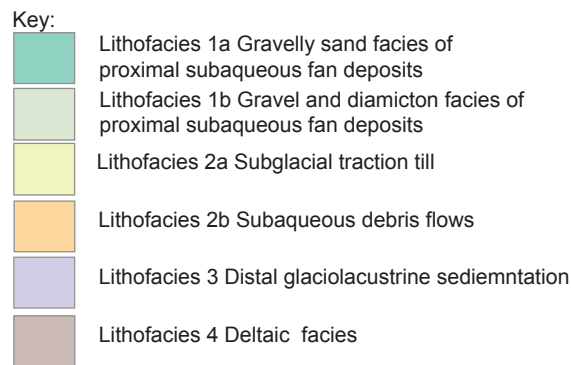 Key:
Lithofacies 1a Gravelly sand facies of
proximal subaqueous fan deposits
Lithofacies 1b Gravel and diamicton facies of
proximal subaqueous fan deposits
Lithofacies 2a Subglacial traction till
Lithofacies 2b Subaqueous debris flows
Lithofacies 3 Distal glaciolacustrine sediemntation
Lithofacies 4 Deltaic facies